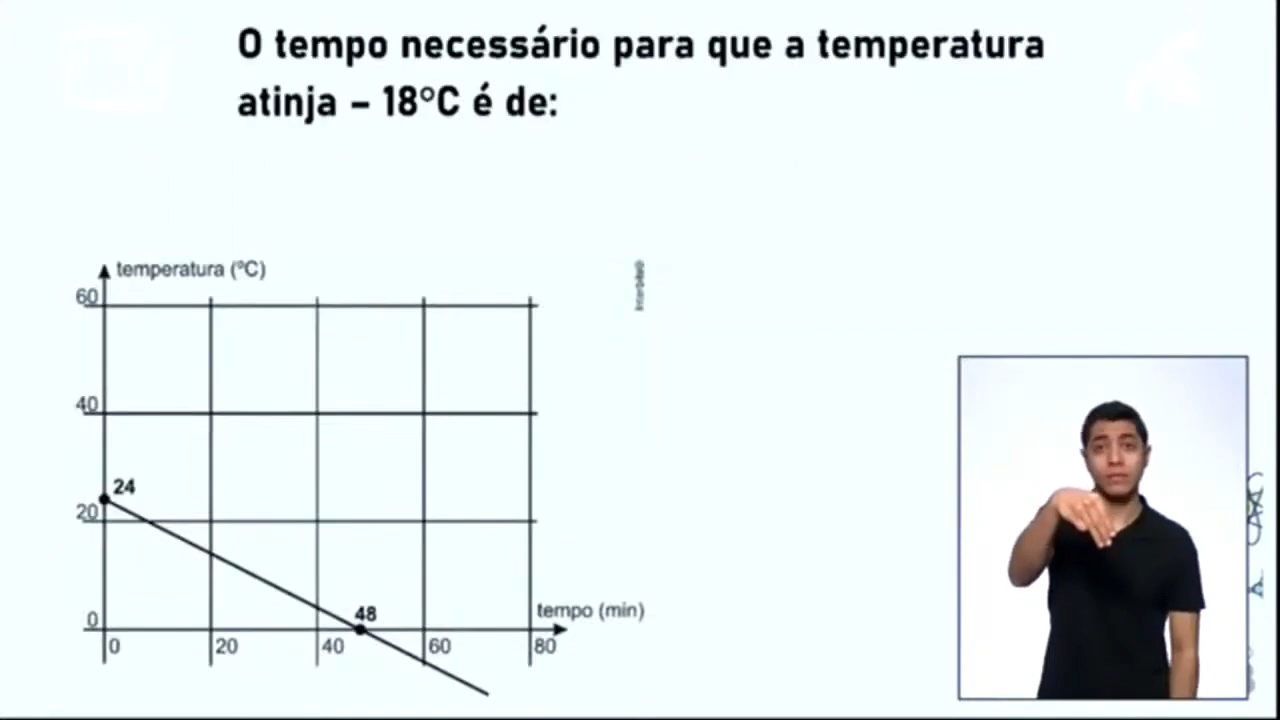 O tempo necessário para que a temperatura
atinja – 18°C é de:
temperatura (ºC)
60
40
24
20
48
tempo (min)
0
0
20
40
60
80